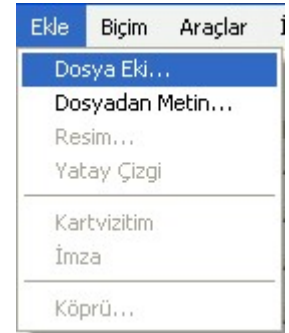 Ekle Biçim Araçlar
Dosya Eki...
Dosyadan Metin...
Resim...
Yatay Çizgi
Kartvizitim
İmza
Köprü...